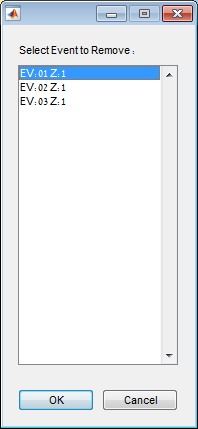 Select Event to Remove :
EV: 01 Z: 1
EV: 02 Z: 1
EV: 03 Z: 1
OK Cancel